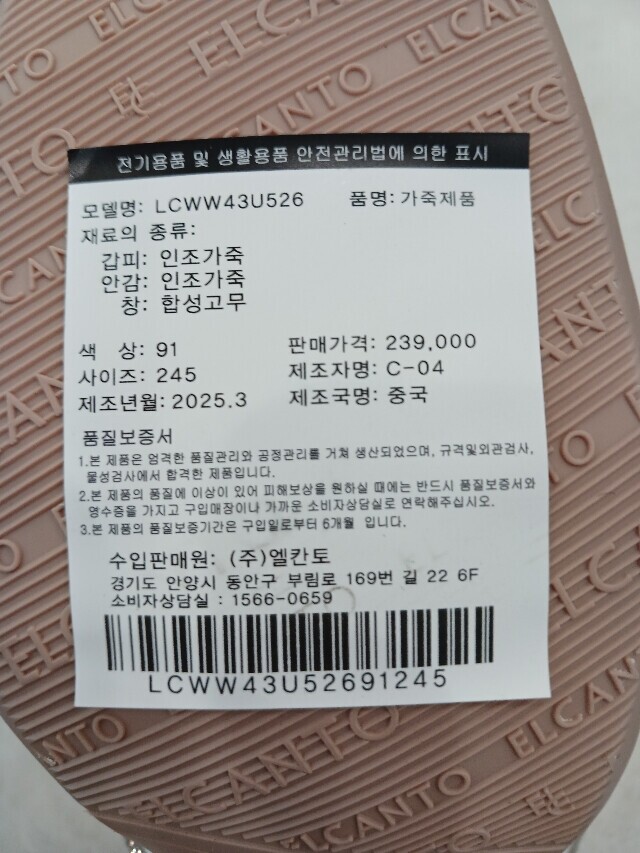 전기용품 및 생활용품 안전관리법에 의한 표시
모델명: LCWW43U526 품명: 가죽제품
재료의 종류:
갑피: 인조가죽
안감: 인조가죽
창: 합성고무
색 상: 91 판매가격: 239,000
사이즈: 245 제조자명: C-04
제조년월: 2025.3 제조국명: 중국
품질보증서
1.본 제품은 엄격한 품질관리와 공정관리를 거쳐 생산되었으며, 규격및외관검사,
물성검사에서 합격한 제품입니다.
2.본 제품의 품질에 이상이 있어 피해보상을 원하실 때에는 반드시 품질보증서와
영수증을 가지고 구입매장이나 가까운 소비자상담실로 연락해주십시오.
3.본 제품의 품질보증기간은 구입일로부터 6개월 입니다.
수입판매원: (주)엘칸토
경기도 안양시 동안구 부림로 169번 길 22 6F
소비자상담실 : 1566-0659
LCWW43U52691245
ELCANTO
ELCANTO
ELCANTO
ELCANTO